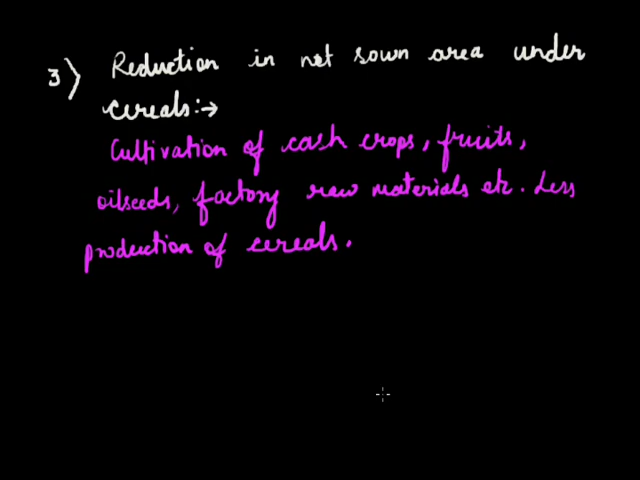 3) Reduction in net sown area under
cereals:→
Cultivation of cash crops, fruits,
oilseeds, factory raw materials etc. Less
production of cereals.